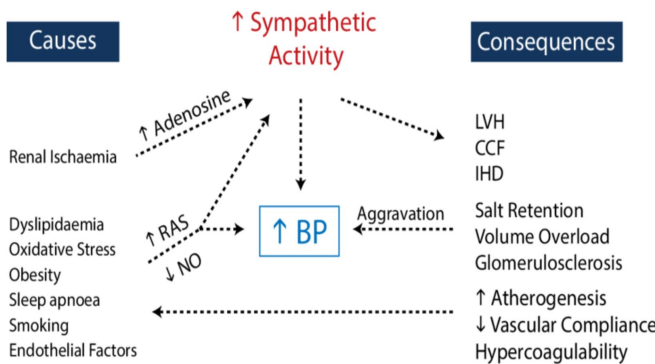 Causes
↑ Sympathetic
Activity
Consequences
↑ Adenosine
Renal Ischaemia
LVH
CCF
IHD
Dyslipidaemia
Oxidative Stress
Obesity
Sleep apnoea
Smoking
Endothelial Factors
↑ RAS
↓ NO
↑ BP
Aggravation
Salt Retention
Volume Overload
Glomerulosclerosis
↑ Atherogenesis
↓ Vascular Compliance
Hypercoagulability